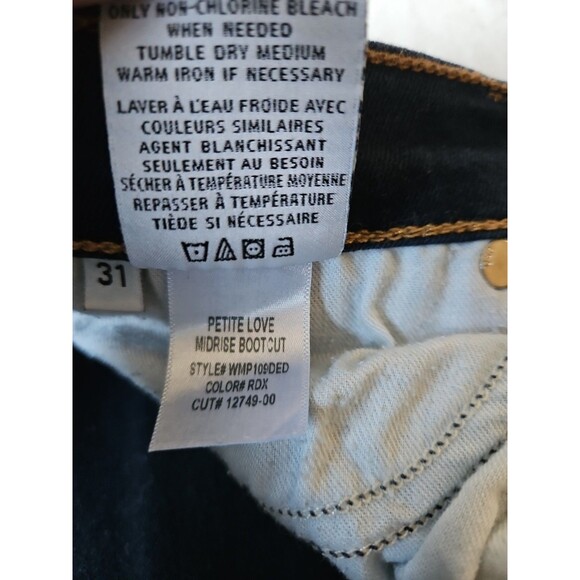 ONLY NON-CHLORINE BLEACH
WHEN NEEDED
TUMBLE DRY MEDIUM
WARM IRON IF NECESSARY
LAVER À L'EAU FROIDE AVEC
COULEURS SIMILAIRES
AGENT BLANCHISSANT
SEULEMENT AU BESOIN
SÉCHER À TEMPÉRATURE MOYENNE
REPASSER À TEMPÉRATURE
TIÈDE SI NÉCESSAIRE
31
PETITE LOVE
MIDRISE BOOTCUT
STYLE# WMP109DED
COLOR# RDX
CUT# 12749-00